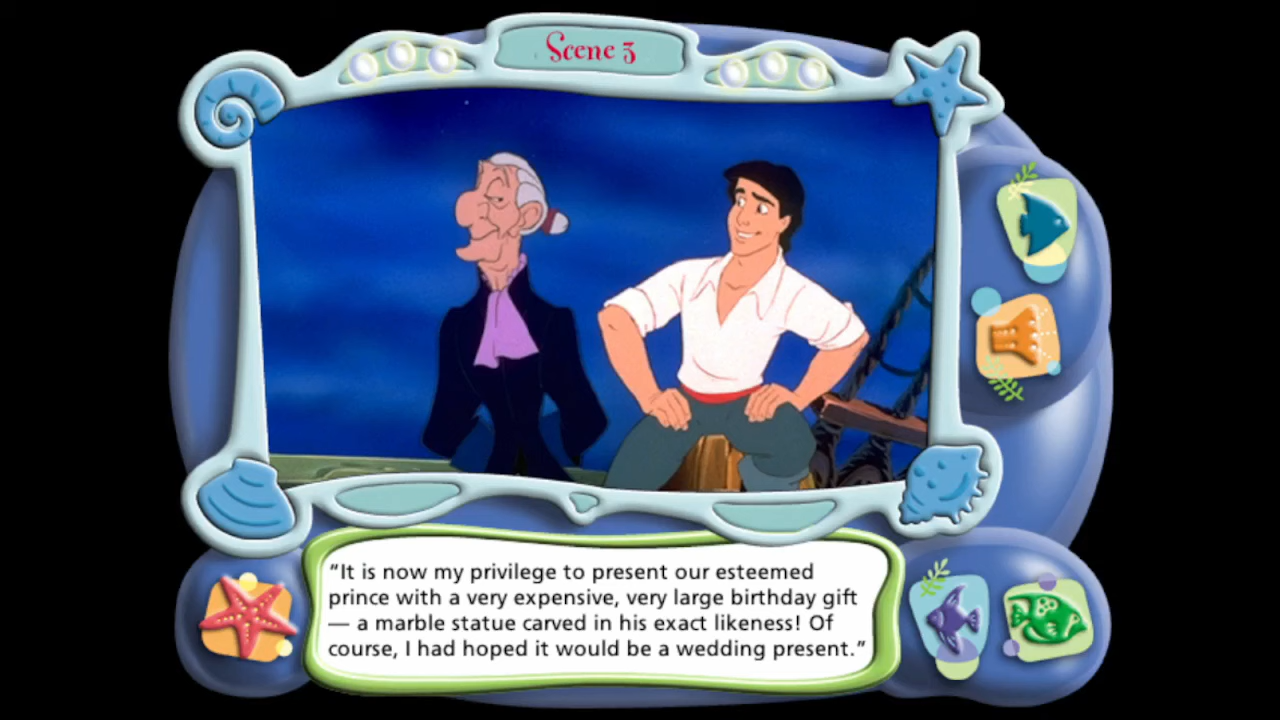 Scene 3
“It is now my privilege to present our esteemed
prince with a very expensive, very large birthday gift
— a marble statue carved in his exact likeness! Of
course, I had hoped it would be a wedding present.”